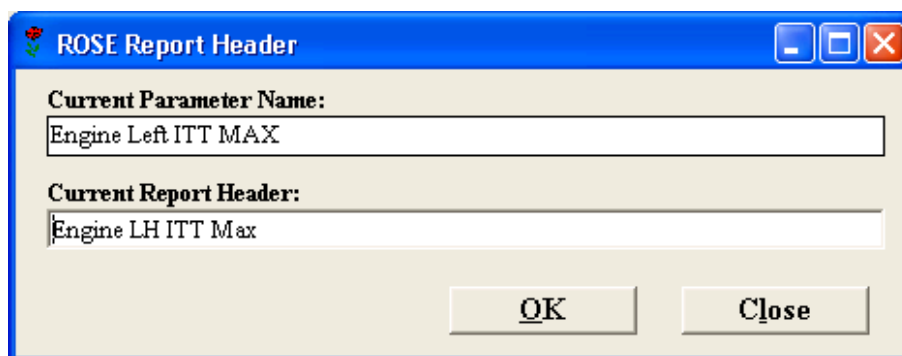 ROSE Report Header
Current Parameter Name:
Engine Left ITT MAX
Current Report Header:
Engine LH ITT Max
OK Close